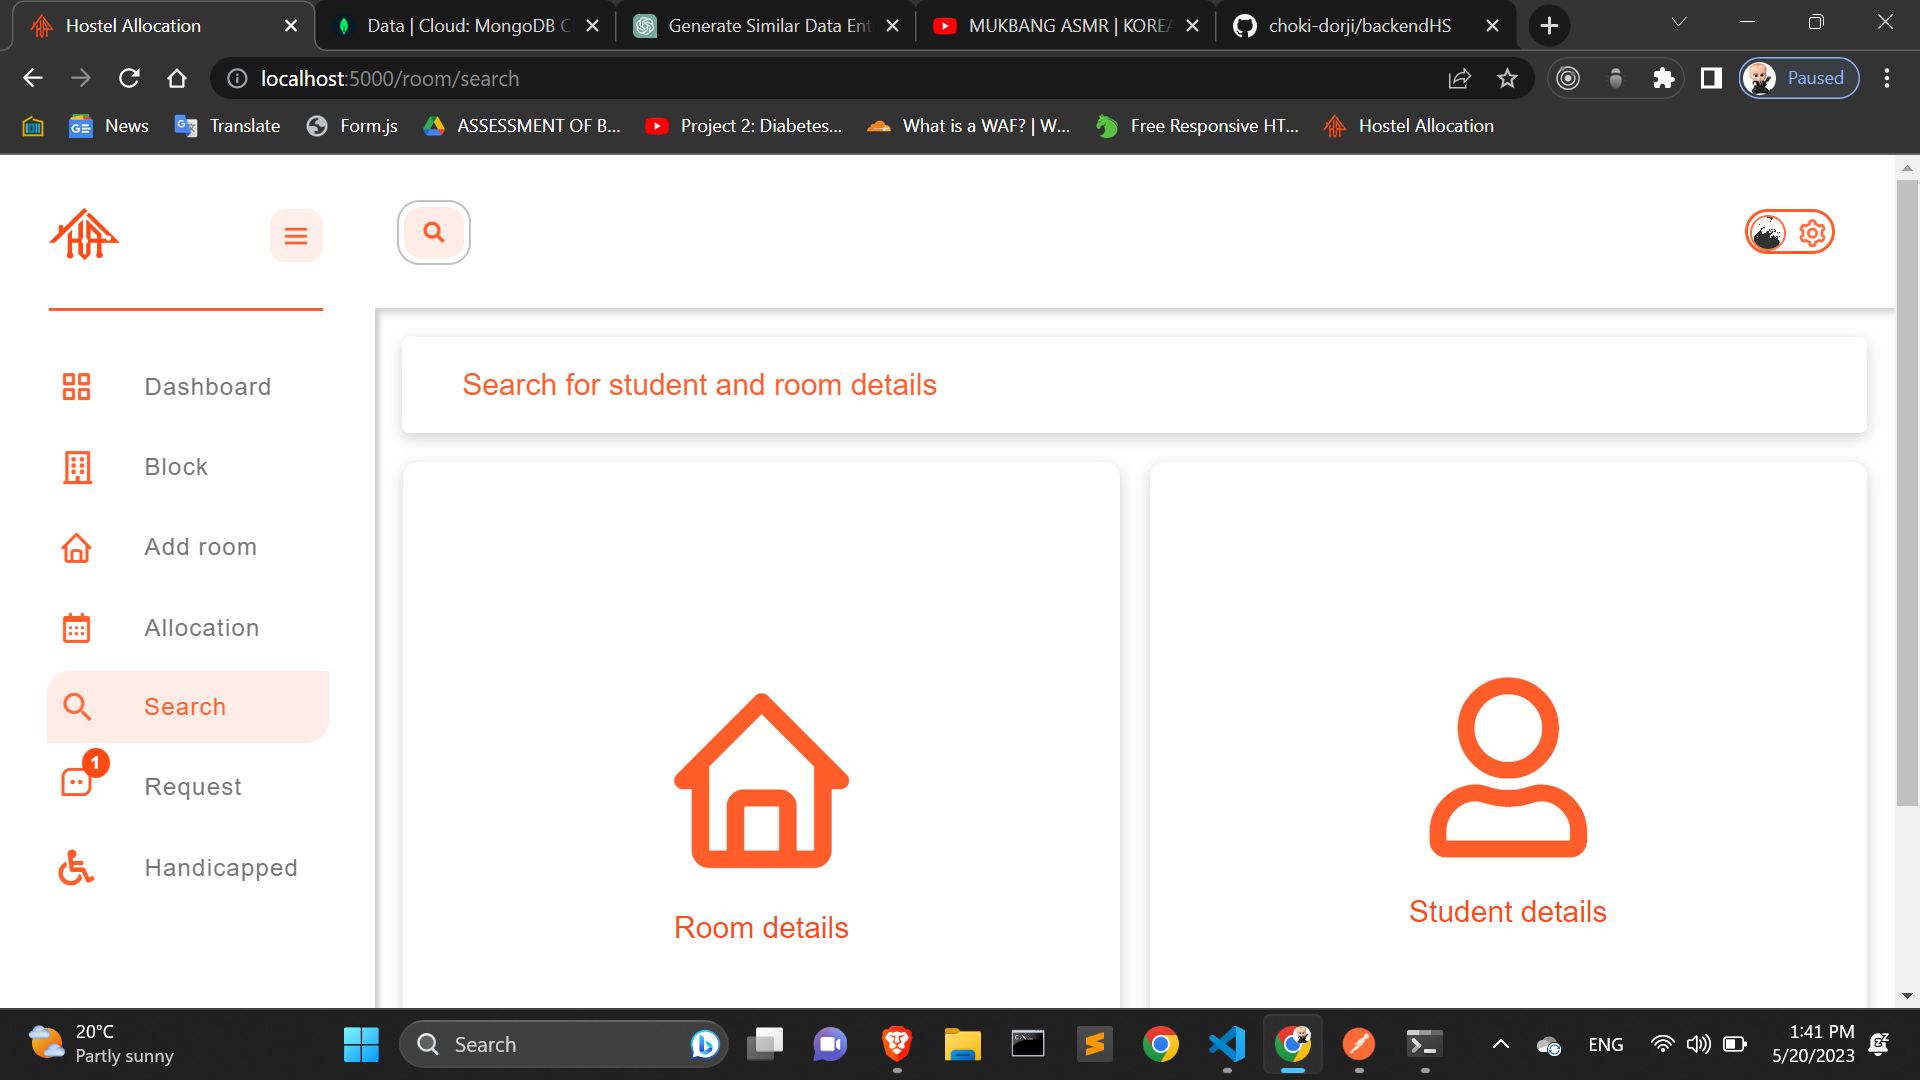 Hostel Allocation
Data | Cloud: MongoDB C
Generate Similar Data Ent
MUKBANG ASMR | KOREA
choki-dorji/backendHS
localhost:5000/room/search
Paused
News
Translate
Form.js
ASSESSMENT OF B...
Project 2: Diabetes...
What is a WAF? | W...
Free Responsive HT...
Hostel Allocation
HA
Search for student and room details
Dashboard
Block
Add room
Allocation
Search
1
Request
Handicapped
Room details
Student details
20°C
Partly sunny
Search
ENG
1:41 PM
5/20/2023